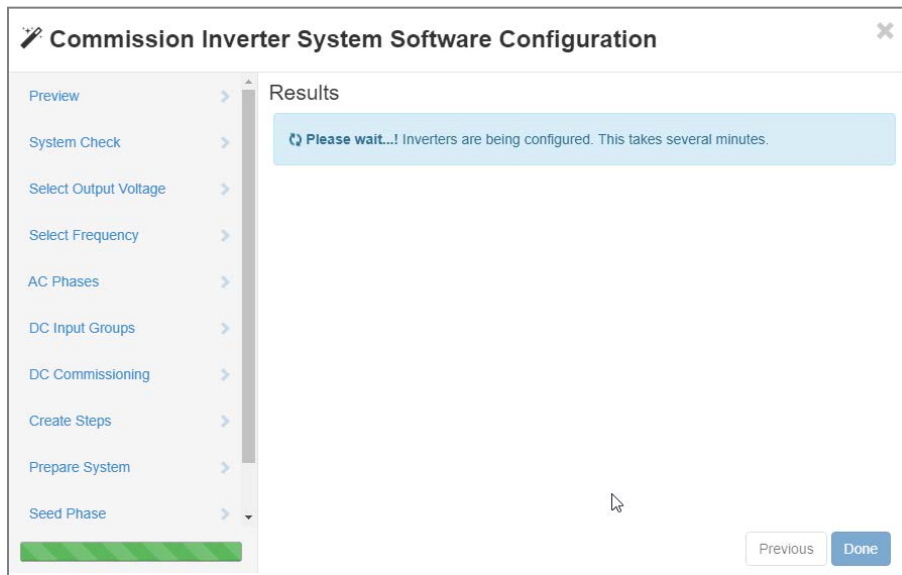 Commission Inverter System Software Configuration
Preview
System Check
Select Output Voltage
Select Frequency
AC Phases
DC Input Groups
DC Commissioning
Create Steps
Prepare System
Seed Phase
Results
Please wait...! Inverters are being configured. This takes several minutes.
Previous
Done